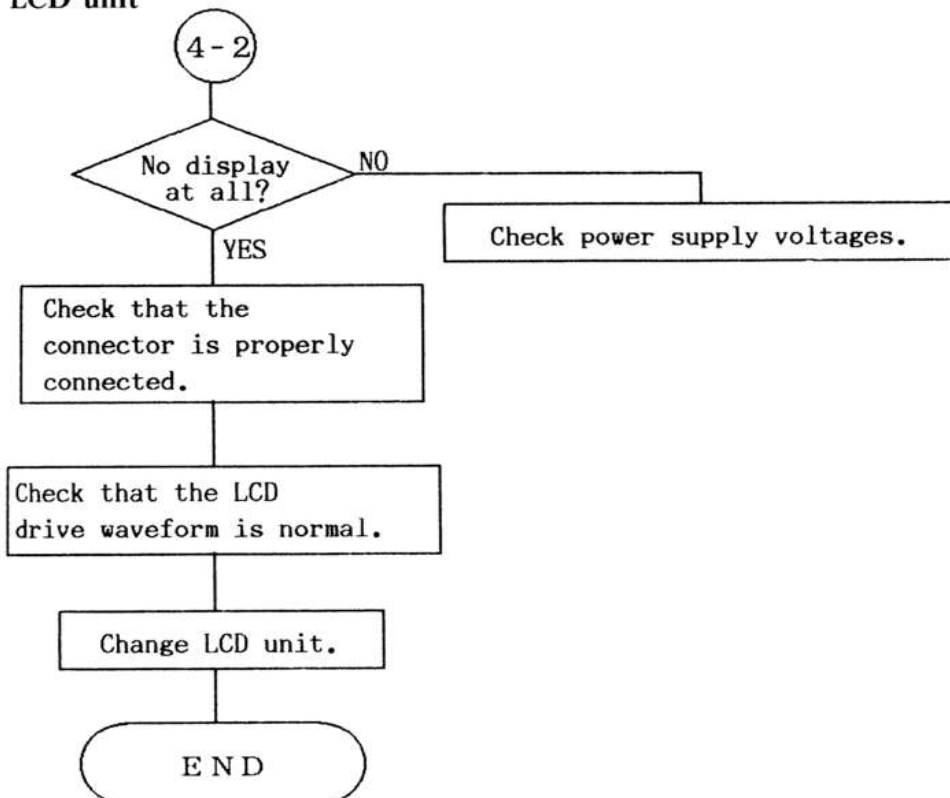 LCD unit
4-2
No display
at all?
NO
Check power supply voltages.
YES
Check that the
connector is properly
connected.
Check that the LCD
drive waveform is normal.
Change LCD unit.
END